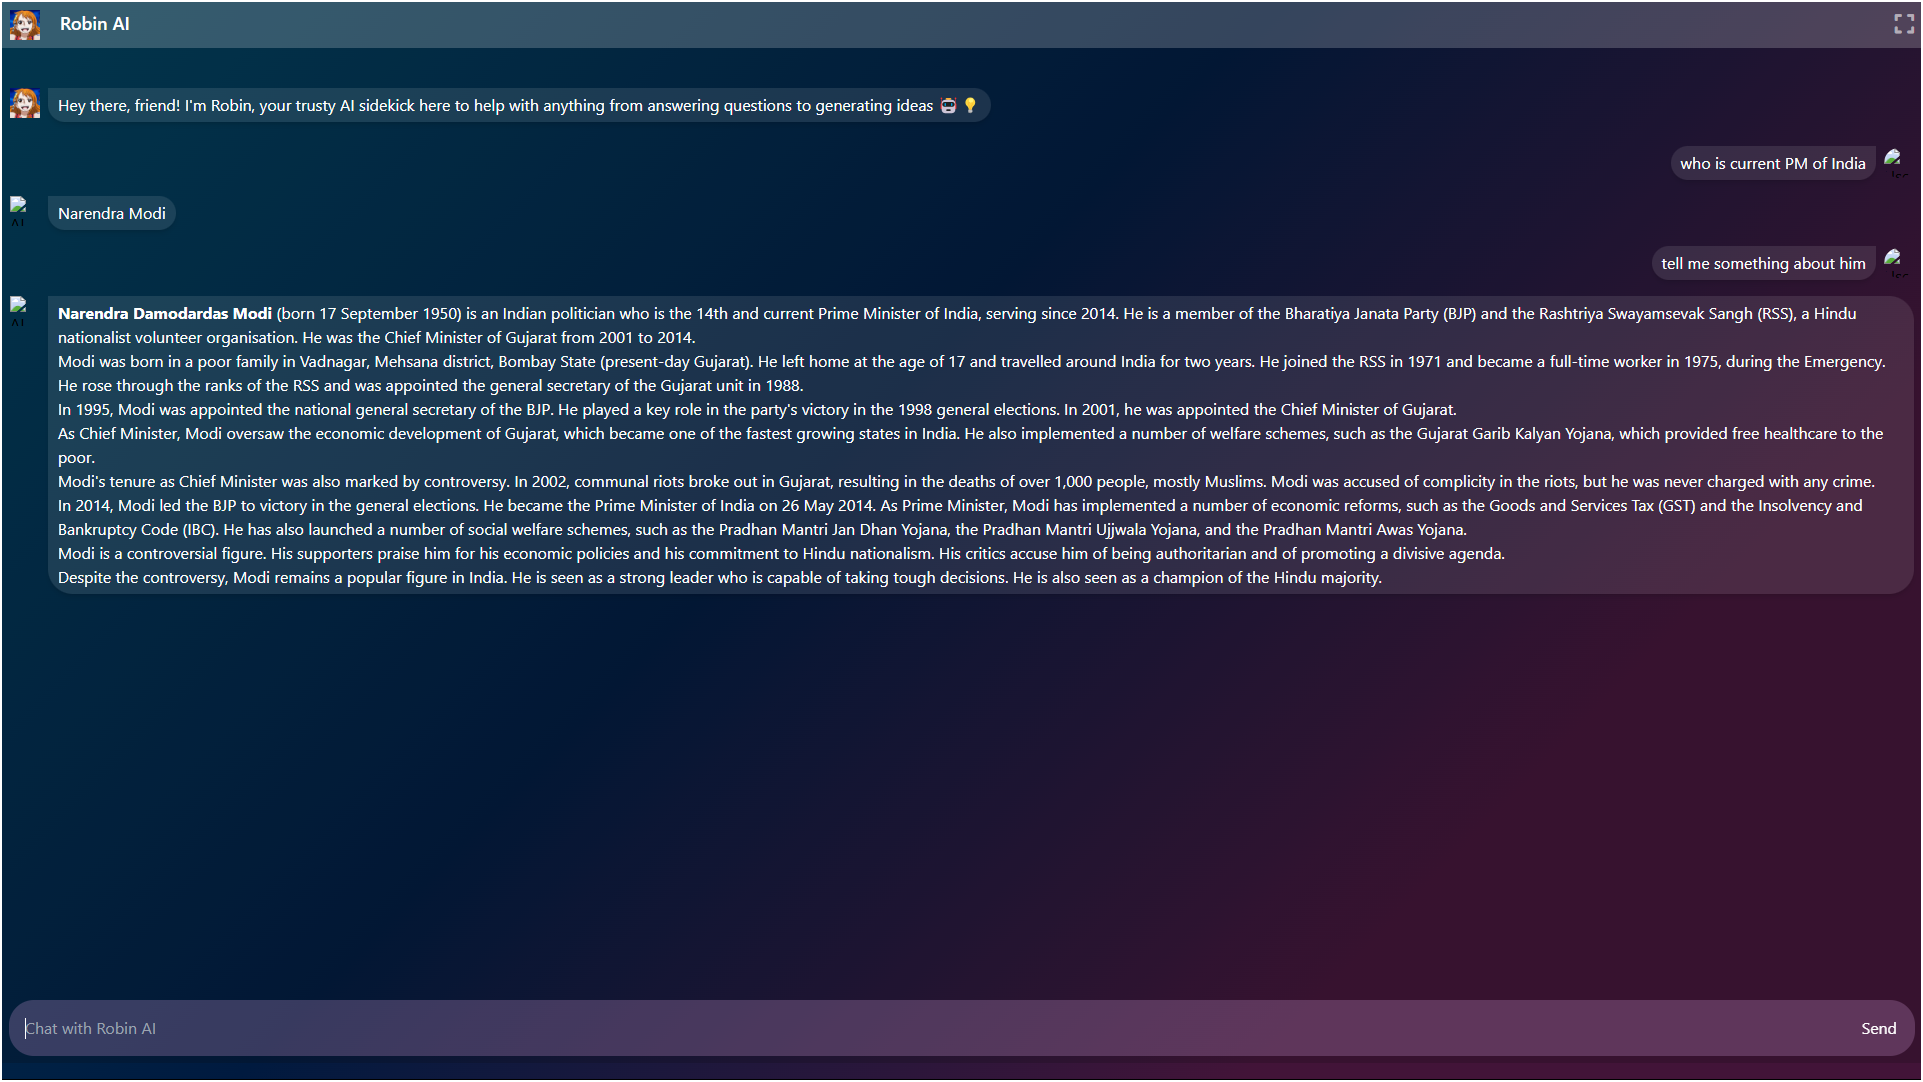 Robin AI
Hey there, friend! I'm Robin, your trusty AI sidekick here to help with anything from answering questions to generating ideas 🤖 💡
who is current PM of India
AI
Narendra Modi
tell me something about him
AI
Narendra Damodardas Modi (born 17 September 1950) is an Indian politician who is the 14th and current Prime Minister of India, serving since 2014. He is a member of the Bharatiya Janata Party (BJP) and the Rashtriya Swayamsevak Sangh (RSS), a Hindu
nationalist volunteer organisation. He was the Chief Minister of Gujarat from 2001 to 2014.
Modi was born in a poor family in Vadnagar, Mehsana district, Bombay State (present-day Gujarat). He left home at the age of 17 and travelled around India for two years. He joined the RSS in 1971 and became a full-time worker in 1975, during the Emergency.
He rose through the ranks of the RSS and was appointed the general secretary of the Gujarat unit in 1988.
In 1995, Modi was appointed the national general secretary of the BJP. He played a key role in the party's victory in the 1998 general elections. In 2001, he was appointed the Chief Minister of Gujarat.
As Chief Minister, Modi oversaw the economic development of Gujarat, which became one of the fastest growing states in India. He also implemented a number of welfare schemes, such as the Gujarat Garib Kalyan Yojana, which provided free healthcare to the
poor.
Modi's tenure as Chief Minister was also marked by controversy. In 2002, communal riots broke out in Gujarat, resulting in the deaths of over 1,000 people, mostly Muslims. Modi was accused of complicity in the riots, but he was never charged with any crime.
In 2014, Modi led the BJP to victory in the general elections. He became the Prime Minister of India on 26 May 2014. As Prime Minister, Modi has implemented a number of economic reforms, such as the Goods and Services Tax (GST) and the Insolvency and
Bankruptcy Code (IBC). He has also launched a number of social welfare schemes, such as the Pradhan Mantri Jan Dhan Yojana, the Pradhan Mantri Ujjwala Yojana, and the Pradhan Mantri Awas Yojana.
Modi is a controversial figure. His supporters praise him for his economic policies and his commitment to Hindu nationalism. His critics accuse him of being authoritarian and of promoting a divisive agenda.
Despite the controversy, Modi remains a popular figure in India. He is seen as a strong leader who is capable of taking tough decisions. He is also seen as a champion of the Hindu majority.
Chat with Robin AI
Send